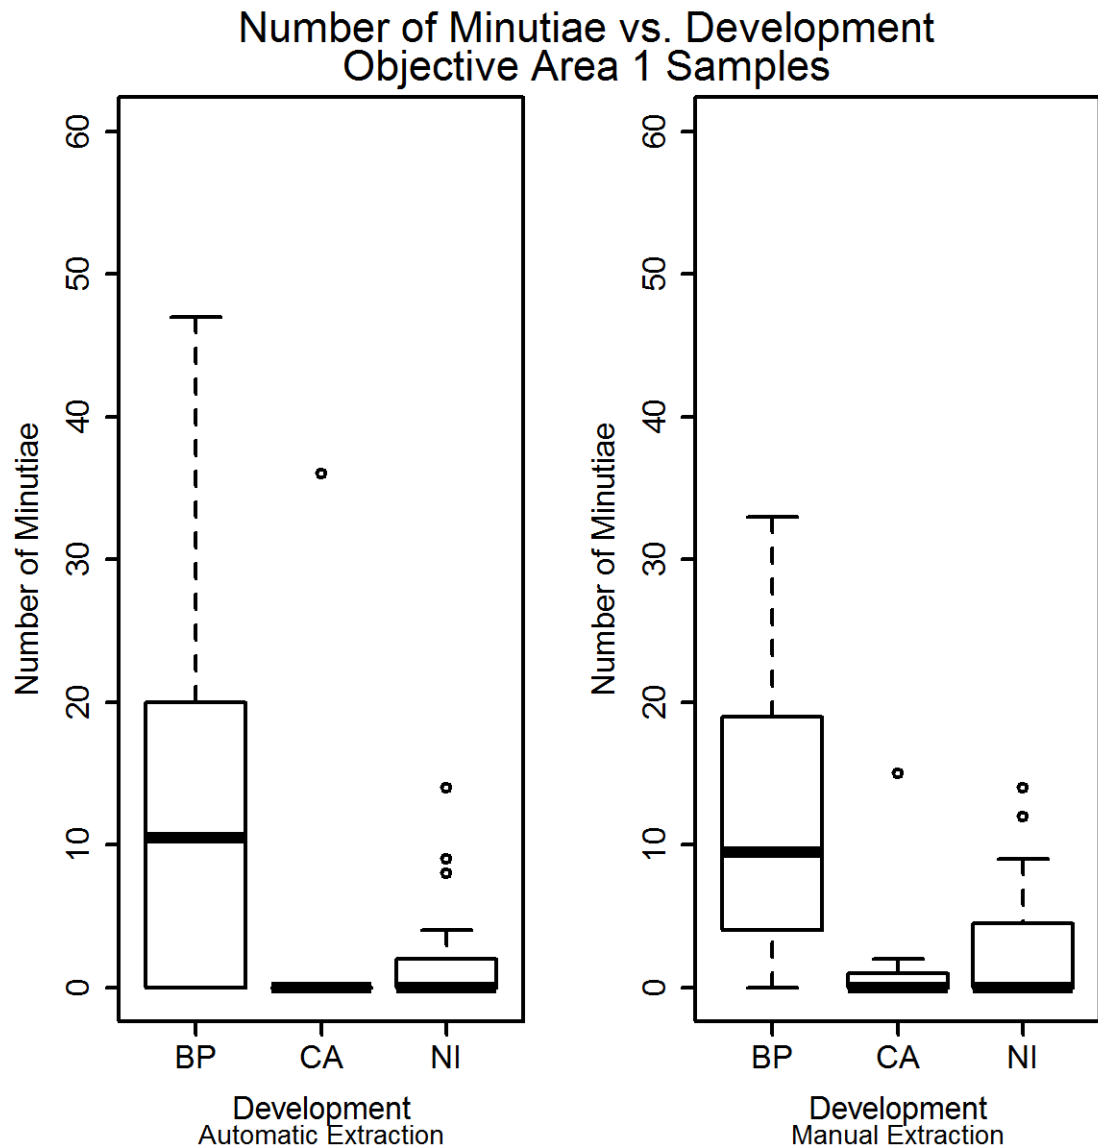 Number of Minutiae vs. Development
Objective Area 1 Samples
Number of Minutiae
60
50
40
30
20
10
0
BP CA NI
Development
Automatic Extraction
Number of Minutiae
60
50
40
30
20
10
0
BP CA NI
Development
Manual Extraction